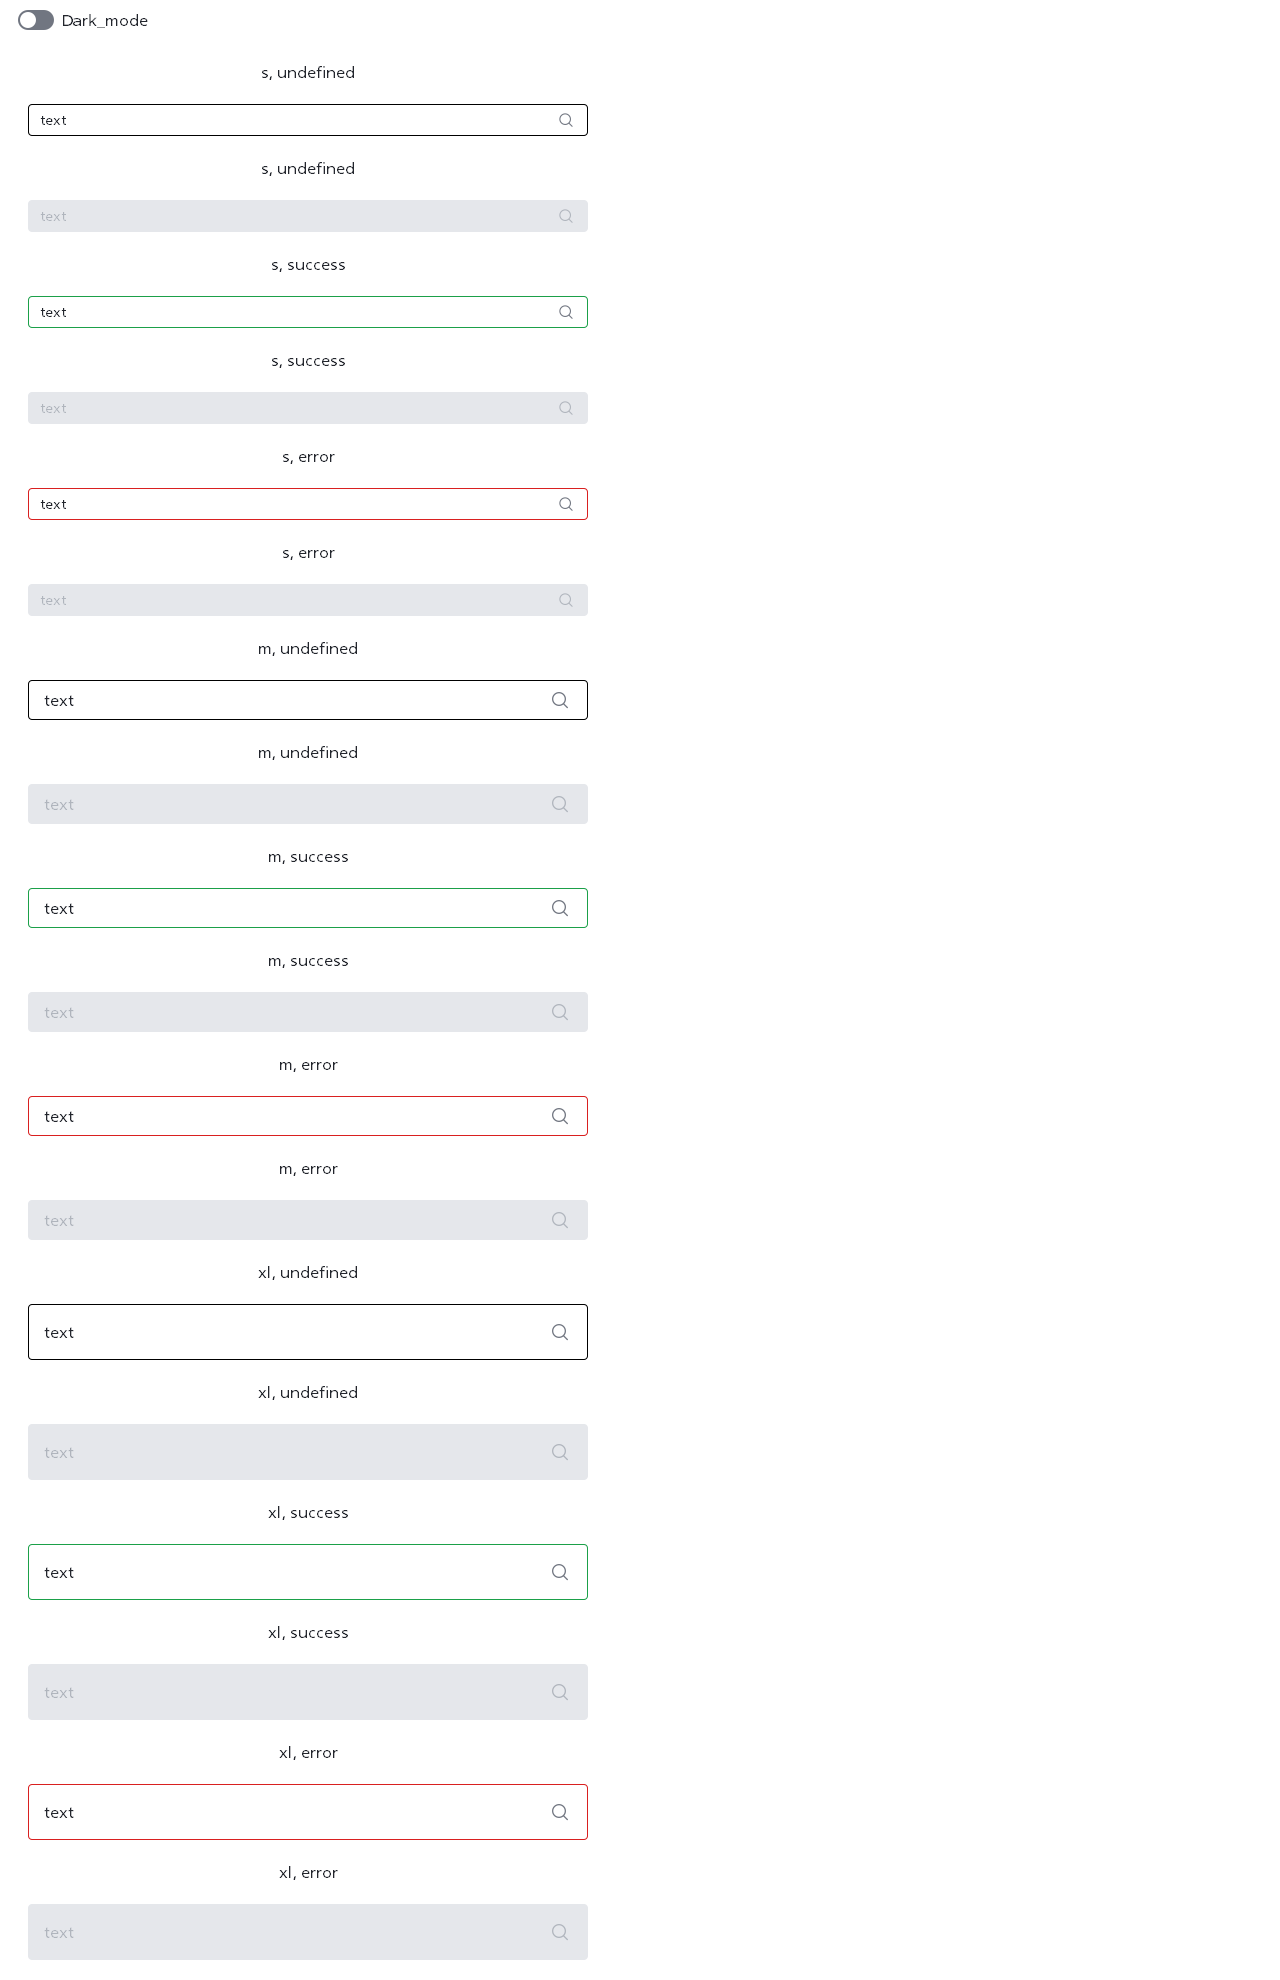 Dark_mode
s, undefined
text
s, undefined
text
s, success
text
s, success
text
s, error
text
s, error
text
m, undefined
text
m, undefined
text
m, success
text
m, success
text
m, error
text
m, error
text
xl, undefined
text
xl, undefined
text
xl, success
text
xl, success
text
xl, error
text
xl, error
text